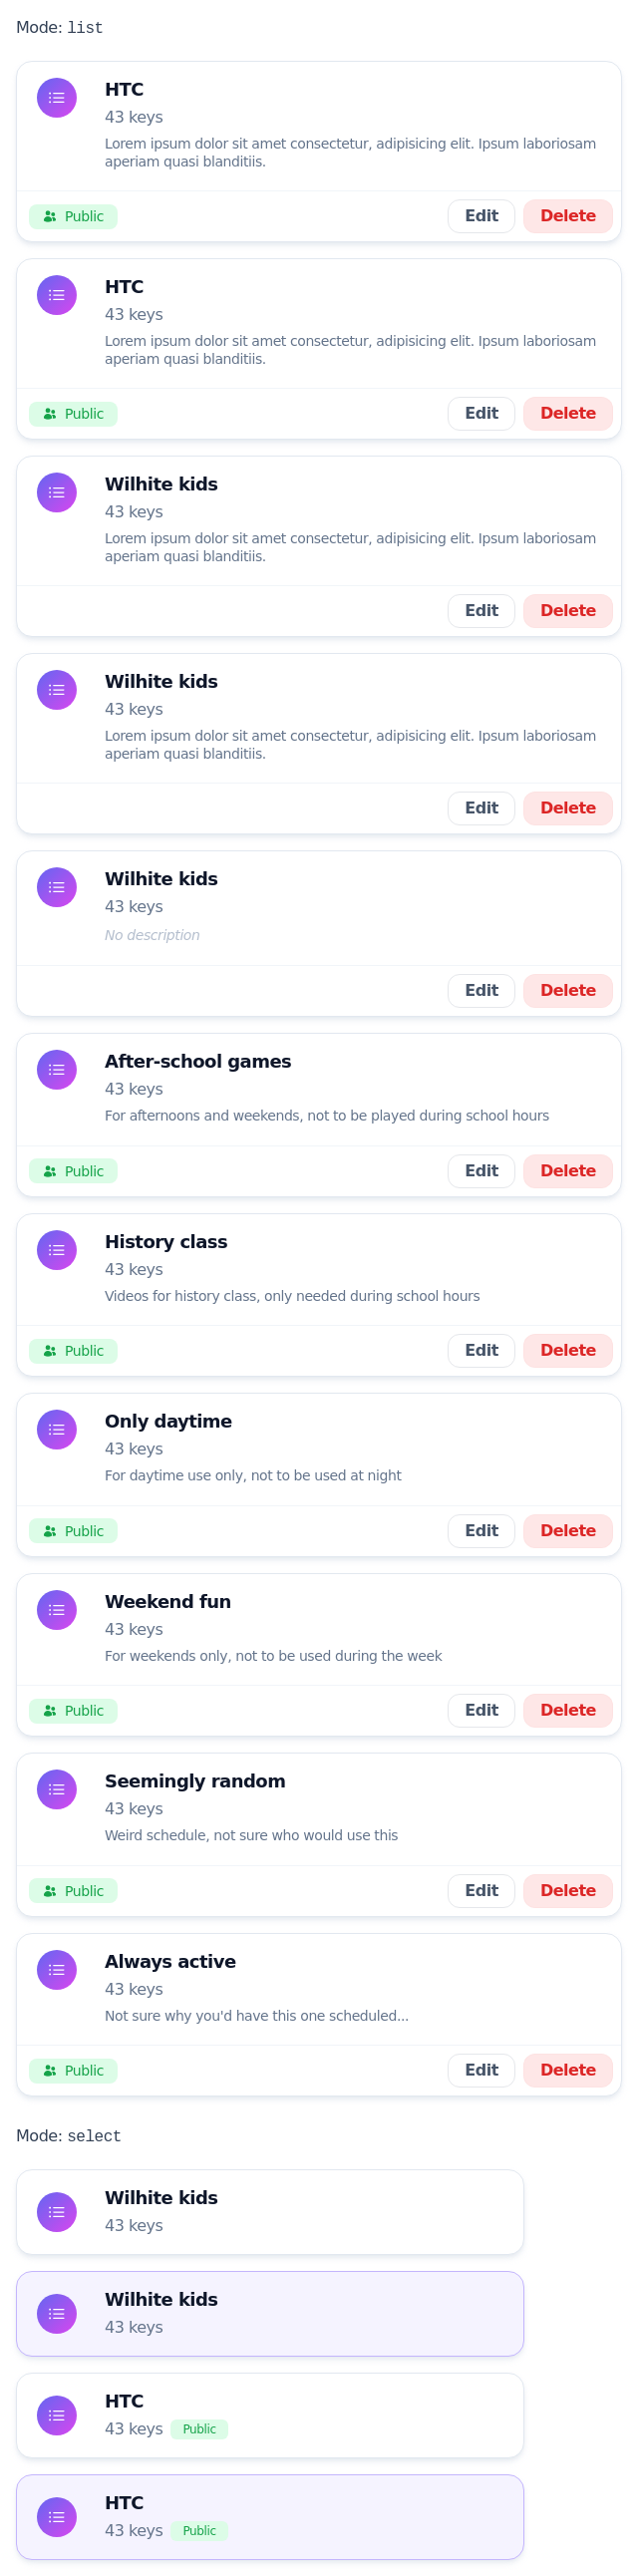 Mode: list
HTC
43 keys
Lorem ipsum dolor sit amet consectetur, adipisicing elit. Ipsum laboriosam
aperiam quasi blanditiis.
Public Edit Delete
HTC
43 keys
Lorem ipsum dolor sit amet consectetur, adipisicing elit. Ipsum laboriosam
aperiam quasi blanditiis.
Public Edit Delete
Wilhite kids
43 keys
Lorem ipsum dolor sit amet consectetur, adipisicing elit. Ipsum laboriosam
aperiam quasi blanditiis.
Edit Delete
Wilhite kids
43 keys
Lorem ipsum dolor sit amet consectetur, adipisicing elit. Ipsum laboriosam
aperiam quasi blanditiis.
Edit Delete
Wilhite kids
43 keys
No description
Edit Delete
After-school games
43 keys
For afternoons and weekends, not to be played during school hours
Public Edit Delete
History class
43 keys
Videos for history class, only needed during school hours
Public Edit Delete
Only daytime
43 keys
For daytime use only, not to be used at night
Public Edit Delete
Weekend fun
43 keys
For weekends only, not to be used during the week
Public Edit Delete
Seemingly random
43 keys
Weird schedule, not sure who would use this
Public Edit Delete
Always active
43 keys
Not sure why you'd have this one scheduled...
Public Edit Delete
Mode: select
Wilhite kids
43 keys
Wilhite kids
43 keys
HTC
43 keys Public
HTC
43 keys Public